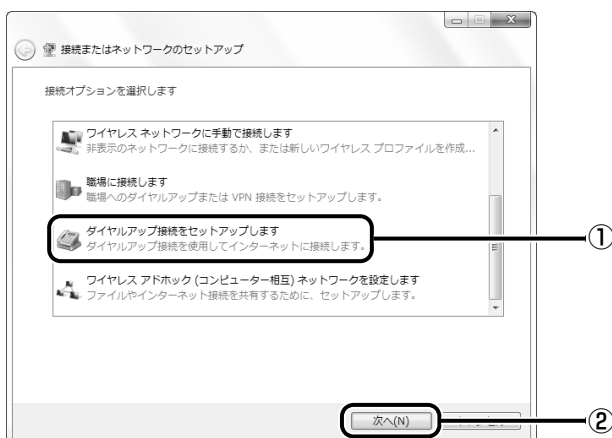 接続またはネットワークのセットアップ
接続オプションを選択します
ワイヤレス ネットワークに手動で接続します
非表示のネットワークに接続するか、または新しいワイヤレス プロファイルを作成...
職場に接続します
職場へのダイヤルアップまたは VPN 接続をセットアップします。
ダイヤルアップ接続をセットアップします
ダイヤルアップ接続を使用してインターネットに接続します。
①
ワイヤレス アドホック (コンピューター相互) ネットワークを設定します
ファイルやインターネット接続を共有するために、セットアップします。
次へ(N)
②